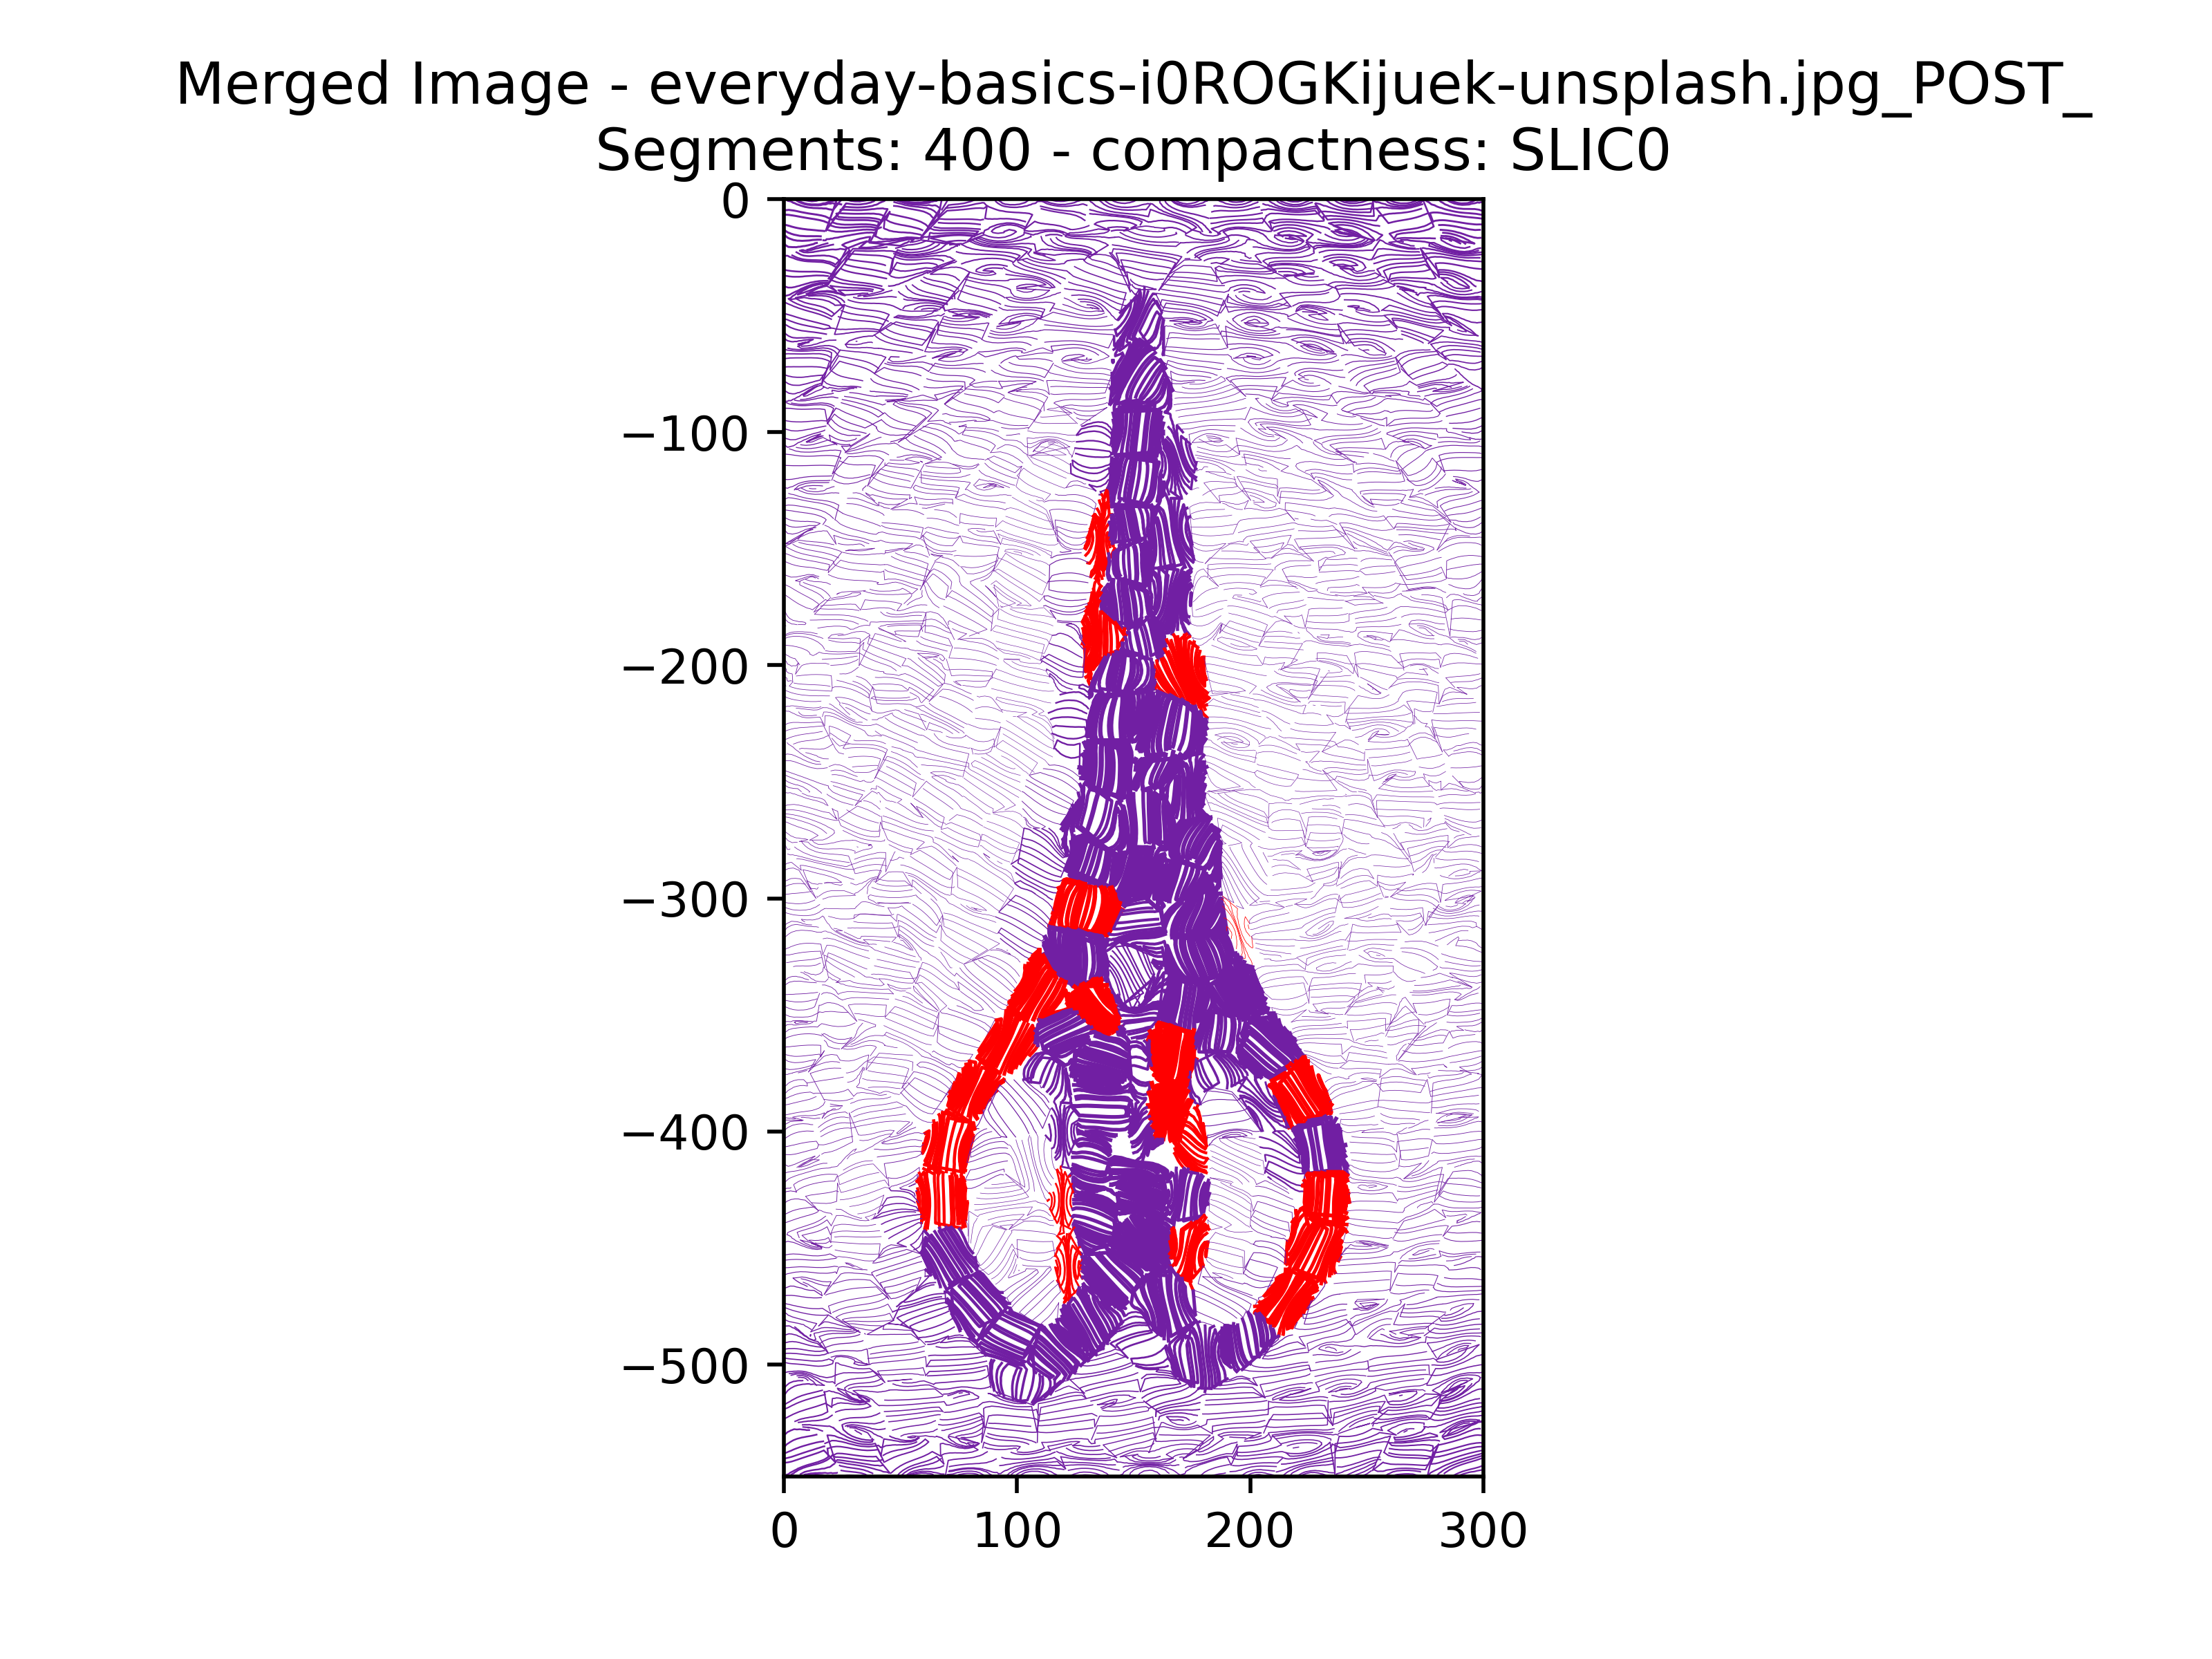 Merged Image - everyday-basics-i0ROGKijuek-unsplash.jpg_POST_
Segments: 400 - compactness: SLIC0
0
−100
−200
−300
−400
−500
0 100 200 300